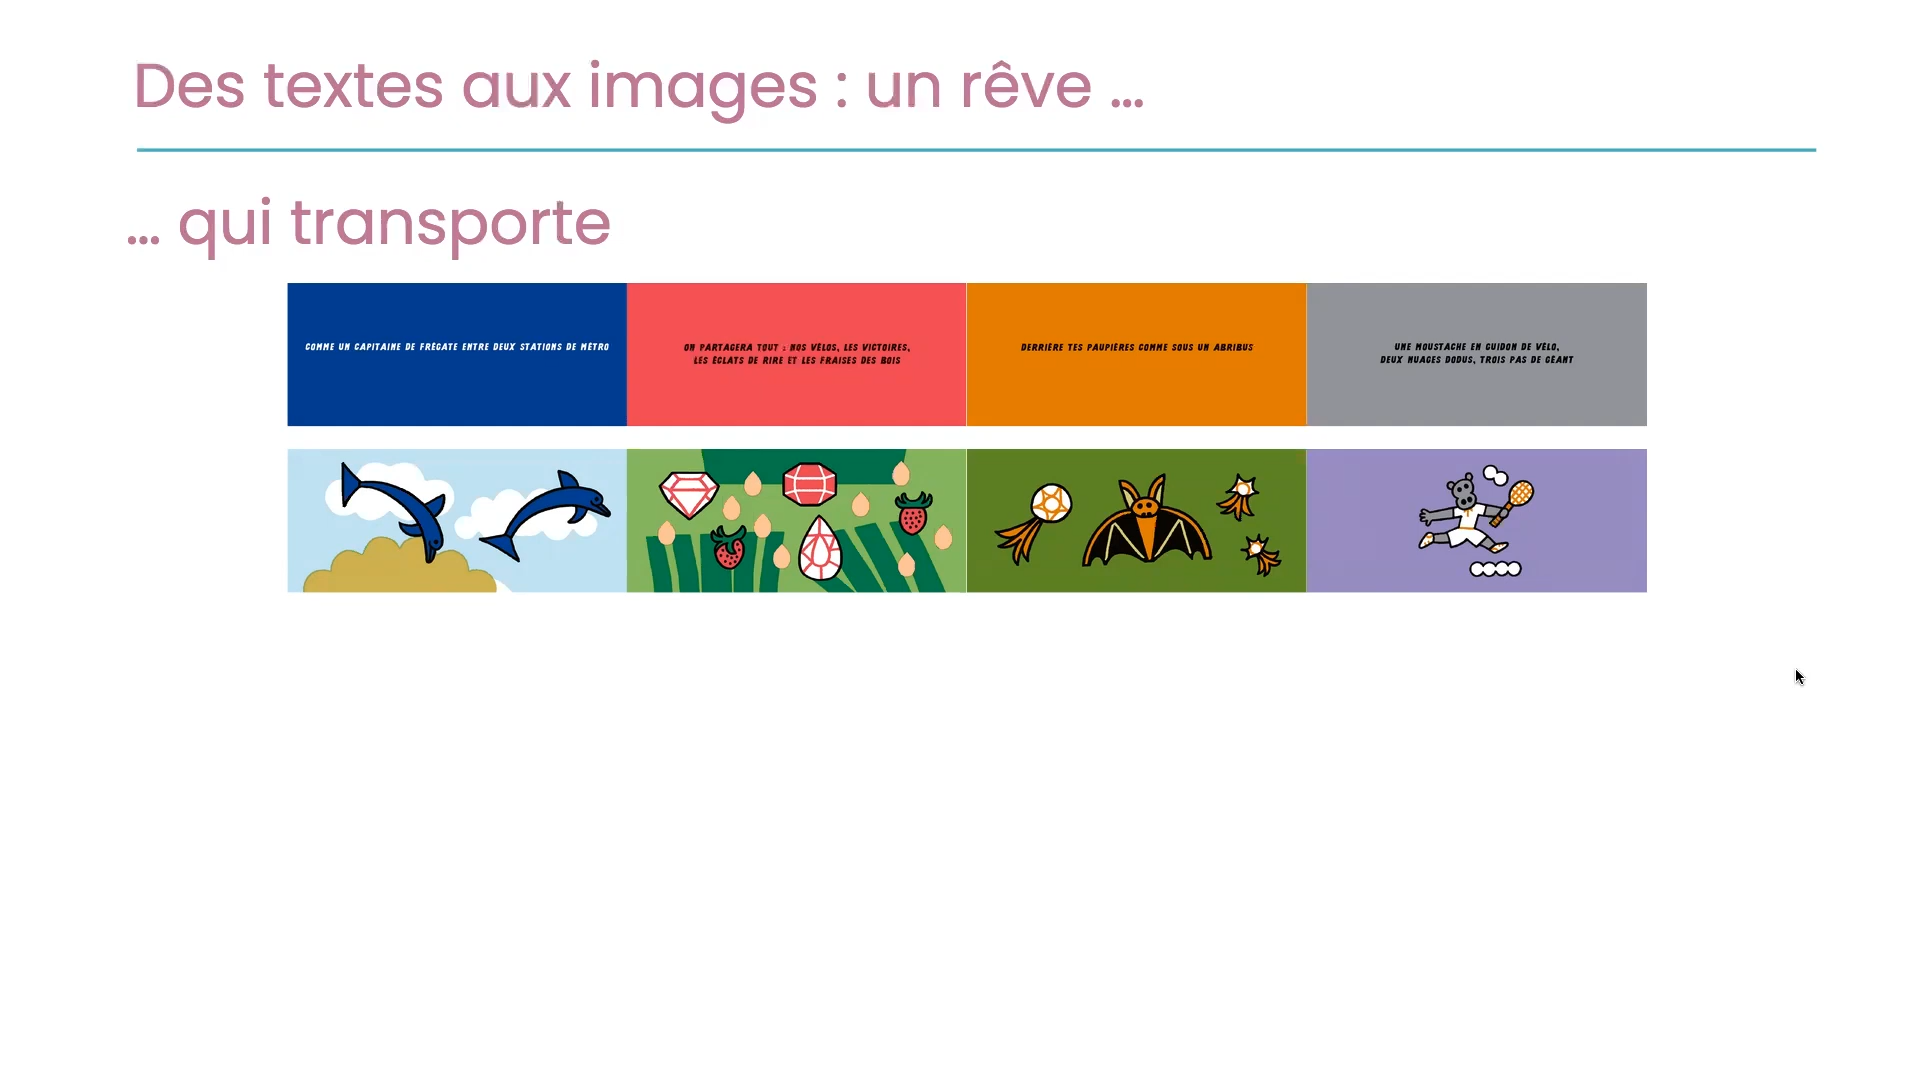 Des textes aux images : un rêve ...
... qui transporte
COMME UN CAPITAINE DE FRÉGATE ENTRE DEUX STATIONS DE MÉTRO
ON PARTAGERA TOUT : NOS VÉLOS, LES VICTOIRES,
LES ÉCLATS DE RIRE ET LES FRAISES DES BOIS
DERRIÈRE TES PAUPIÈRES COMME SOUS UN ABRIBUS
UNE MOUSTACHE EN GUIDON DE VÉLO,
DEUX NUAGES DODUS, TROIS PAS DE GÉANT